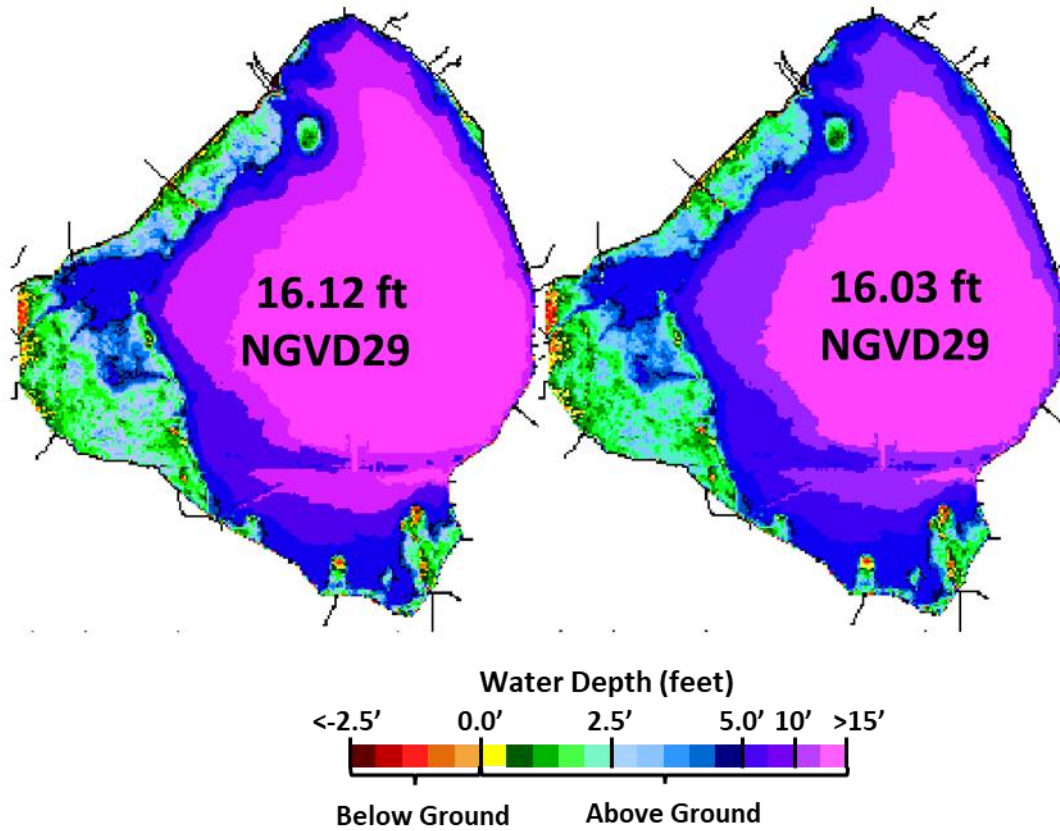 16.12 ft
NGVD29
16.03 ft
NGVD29
Water Depth (feet)
<-2.5’ 0.0’ 2.5’ 5.0’ 10’ >15’
Below Ground Above Ground